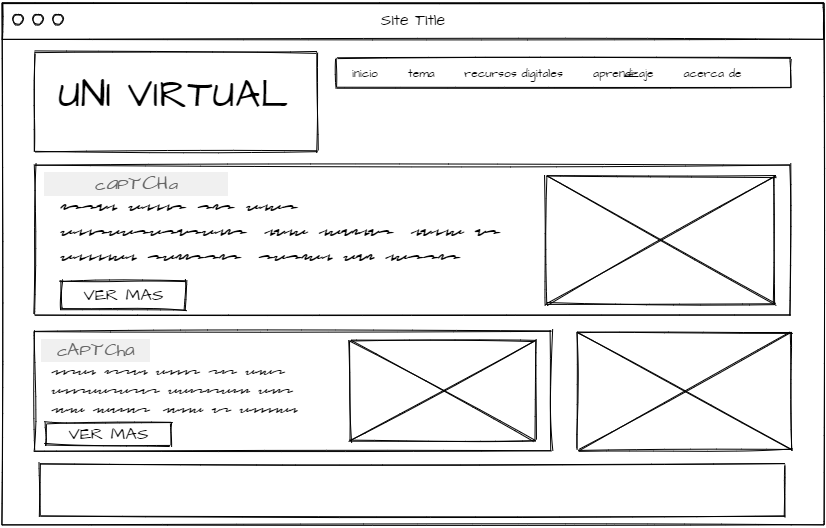 Site Title
UNI VIRTUAL
inicio tema recursos digitales aprendizaje acerca de
cAPTCHa
VER MAS
cAPTCha
VER MAS